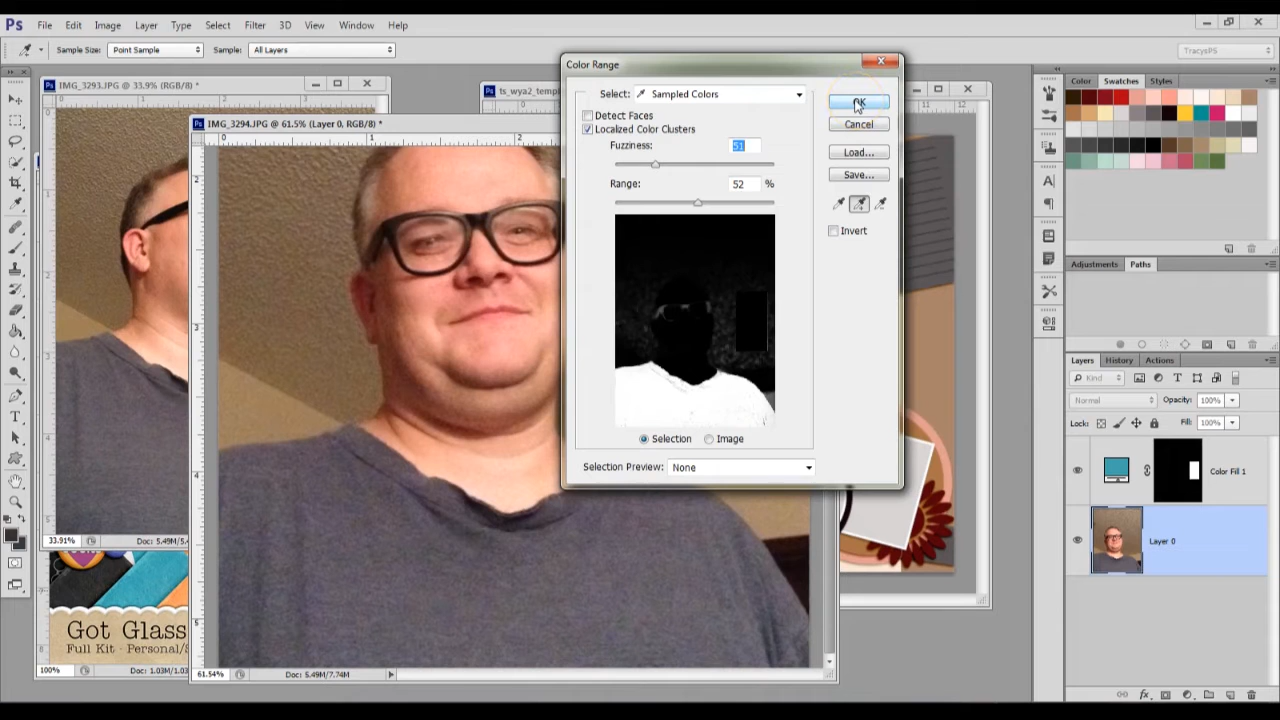 Ps File Edit Image Layer Type Select Filter 3D View Window Help
Sample Size: Point Sample Sample: All Layers TracysPS
IMG_3293.JPG @ 33.9% (RGB/8) *
IMG_3294.JPG @ 61.5% (Layer 0, RGB/8) *
ts_wya2_templ
Color Range
Select: Sampled Colors
Detect Faces
Localized Color Clusters
Fuzziness: 51
Range: 52 %
Selection Image
Selection Preview: None
OK
Cancel
Load...
Save...
Invert
Color Swatches Styles
Adjustments Paths
Layers History Actions
Kind
Normal Opacity: 100%
Lock: Fill: 100%
Color Fill 1
Layer 0
33.91% Doc: 5.49M/5.4
Got Glass
Full Kit - Personal/S
100% Doc: 1.03M/1.03
61.54% Doc: 5.49M/7.74M